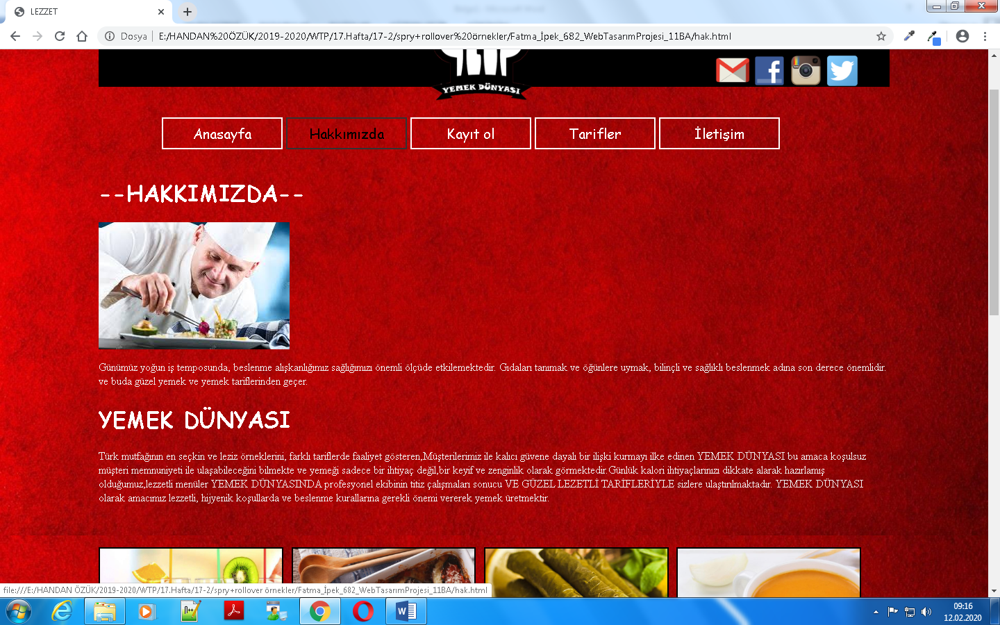 LEZZET
Dosya
E:/HANDAN%20ÖZÜK/2019-2020/WTP/17.Hafta/17-2/spry+rollover%20örnekler/Fatma_İpek_682_WebTasarımProjesi_11BA/hak.html
YEMEK DÜNYASI
Anasayfa
Hakkımızda
Kayıt ol
Tarifler
İletişim
--HAKKIMIZDA--
Günümüz yoğun iş temposunda, beslenme alışkanlığımız sağlığımızı önemli ölçüde etkilemektedir. Gıdaları tanımak ve öğünlere uymak, bilinçli ve sağlıklı beslenmek adına son derece önemlidir.
ve buda güzel yemek ve yemek tariflerinden geçer.
YEMEK DÜNYASI
Türk mutfağının en seçkin ve leziz örneklerini, farklı tariflerde faaliyet gösteren,Müşterilerimiz ile kalıcı güvene dayalı bir ilişki kurmayı ilke edinen YEMEK DÜNYASI bu amaca koşulsuz
müşteri memnuniyeti ile ulaşabileceğini bilmekte ve yemeği sadece bir ihtiyaç değil,bir keyif ve zenginlik olarak görmektedir.Günlük kalori ihtiyaçlarınızı dikkate alarak hazırlamış
olduğumuz,lezzetli menüler YEMEK DÜNYASINDA profesyonel ekibinin titiz çalışmaları sonucu VE GÜZEL LEZETLİ TARİFLERİYLE sizlere ulaştırılmaktadır. YEMEK DÜNYASI
olarak amacımız lezzetli, hijyenik koşullarda ve beslenme kurallarına gerekli önemi vererek yemek üretmektir.
file:///E:/HANDAN ÖZÜK/2019-2020/WTP/17.Hafta/17-2/spry+rollover örnekler/Fatma_İpek_682_WebTasarımProjesi_11BA/hak.html
09:16
12.02.2020